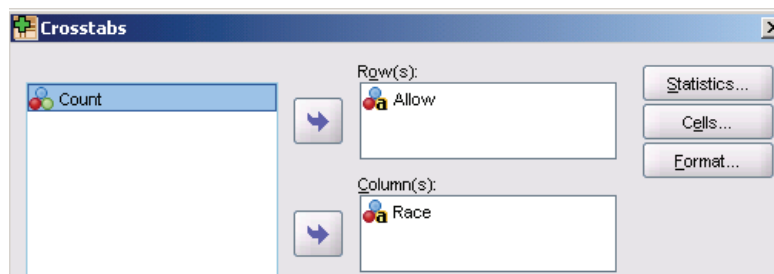 Crosstabs
Count
Row(s):
Allow
Column(s):
Race
Statistics...
Cells...
Format...